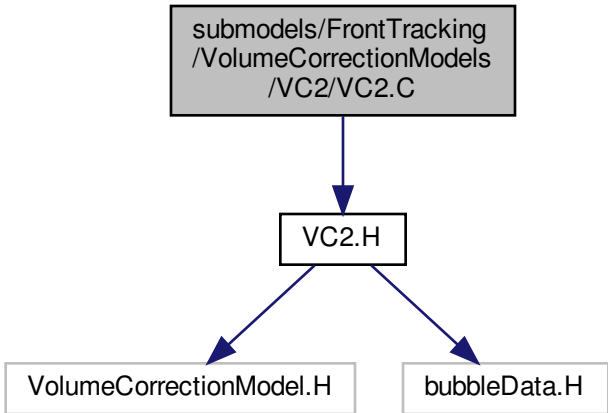 submodels/FrontTracking
/VolumeCorrectionModels
/VC2/VC2.C
VC2.H
VolumeCorrectionModel.H
bubbleData.H